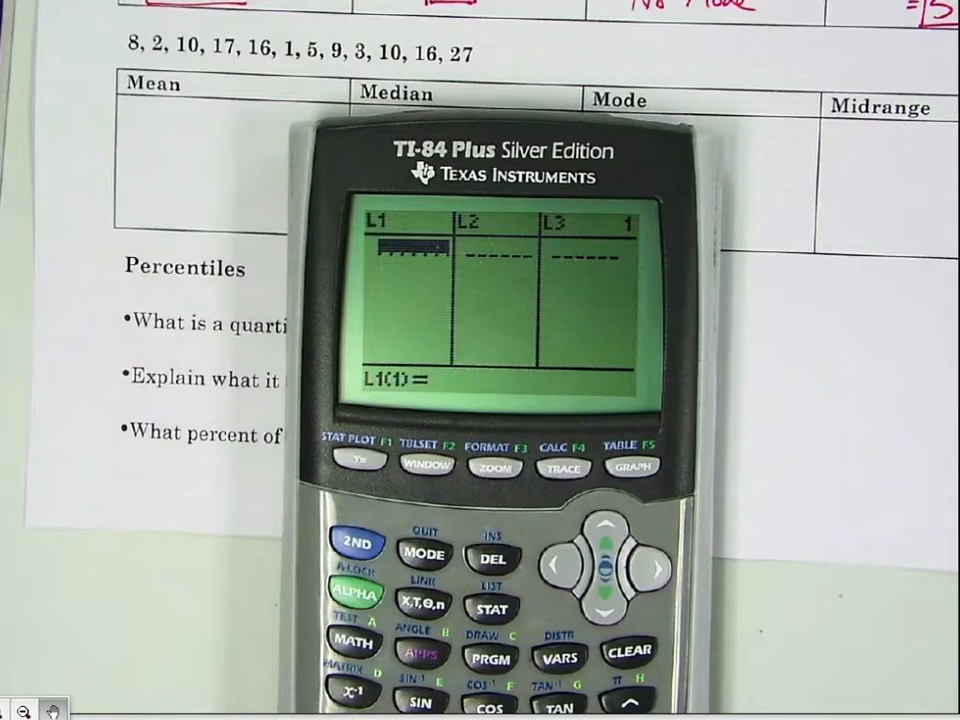 No Mode
8, 2, 10, 17, 16, 1, 5, 9, 3, 10, 16, 27
Mean Median Mode Midrange
TI-84 Plus Silver Edition
TEXAS INSTRUMENTS
L1 L2 L3 1
L1(1)=
Percentiles
•What is a quarti
•Explain what it
•What percent of
STAT PLOT F1 TBLSET F2 FORMAT F3 CALC F4 TABLE F5
Y= WINDOW ZOOM TRACE GRAPH
QUIT INS
2ND MODE DEL
A-LOCK LINK LIST
ALPHA X,T,θ,n STAT
TEST A ANGLE B DRAW C DISTR
MATH APPS PRGM VARS CLEAR
MATRIX D SIN⁻¹ E COS⁻¹ F TAN⁻¹ G π H
x⁻¹ SIN COS TAN ^